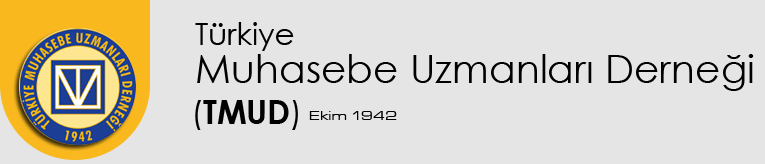 TÜRKİYE MUHASEBE UZMANLARI DERNEĞİ
1942
Türkiye
Muhasebe Uzmanları Derneği
(TMUD) Ekim 1942